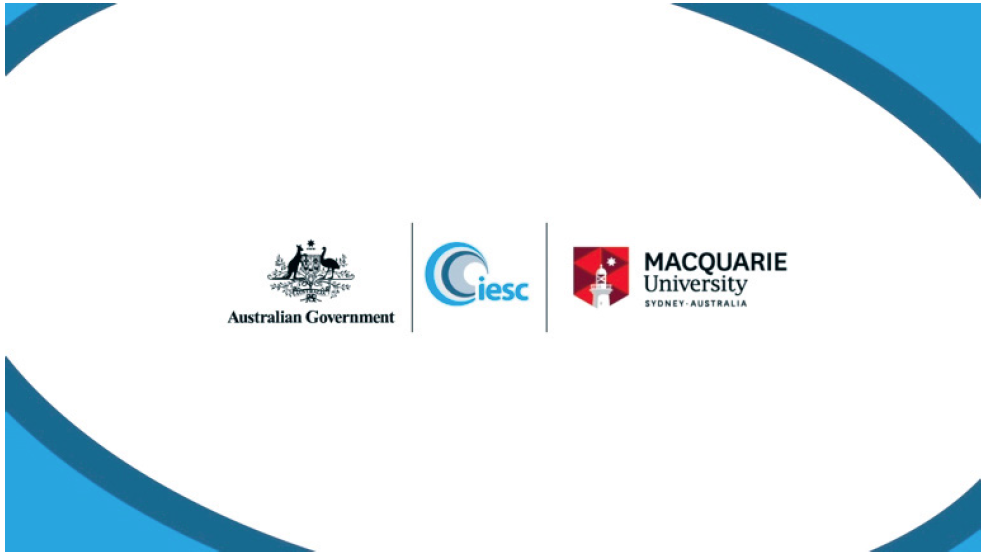 Australian Government
iesc
MACQUARIE
University
SYDNEY·AUSTRALIA